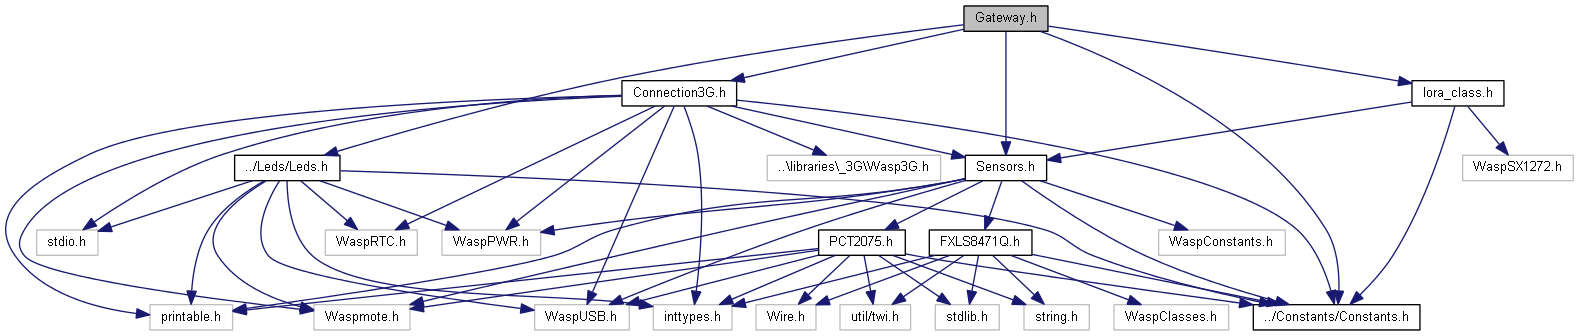 Gateway.h
Connection3G.h
lora_class.h
../Leds/Leds.h
..\libraries\_3G\Wasp3G.h
Sensors.h
WaspSX1272.h
stdio.h
WaspRTC.h
WaspPWR.h
PCT2075.h
FXLS8471Q.h
WaspConstants.h
printable.h
Waspmote.h
WaspUSB.h
inttypes.h
Wire.h
util/twi.h
stdlib.h
string.h
WaspClasses.h
../Constants/Constants.h